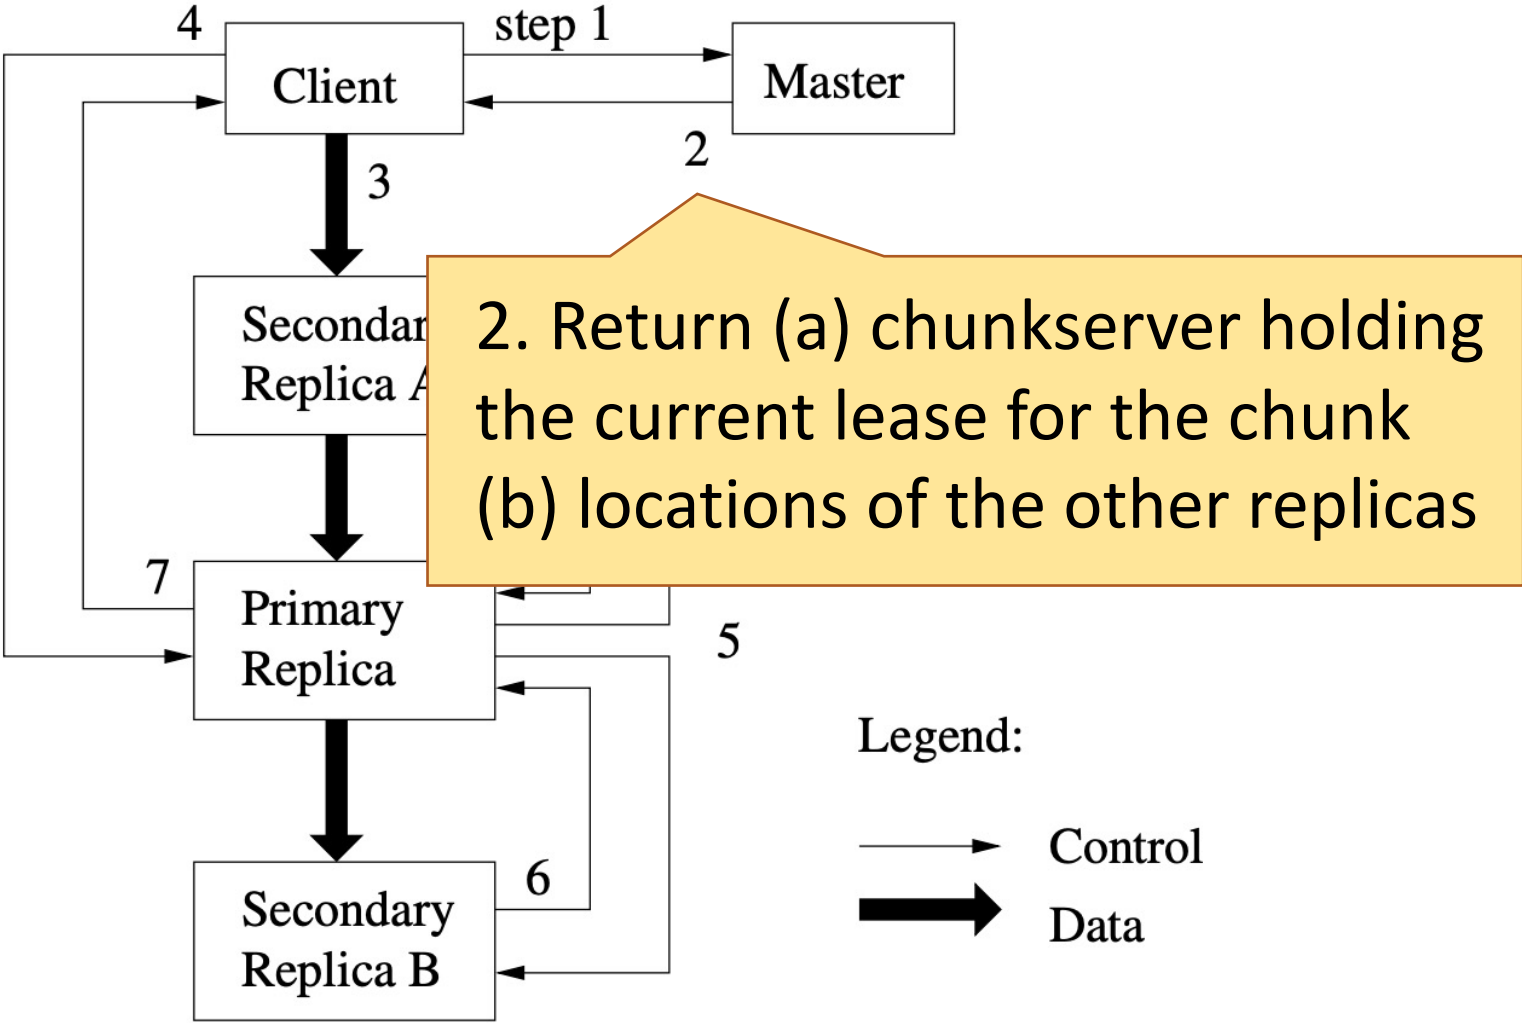 4
step 1
Client
Master
2
3
Secondar
Replica A
2. Return (a) chunkserver holding
the current lease for the chunk
(b) locations of the other replicas
7
Primary
Replica
5
Legend:
6
Control
Secondary
Replica B
Data